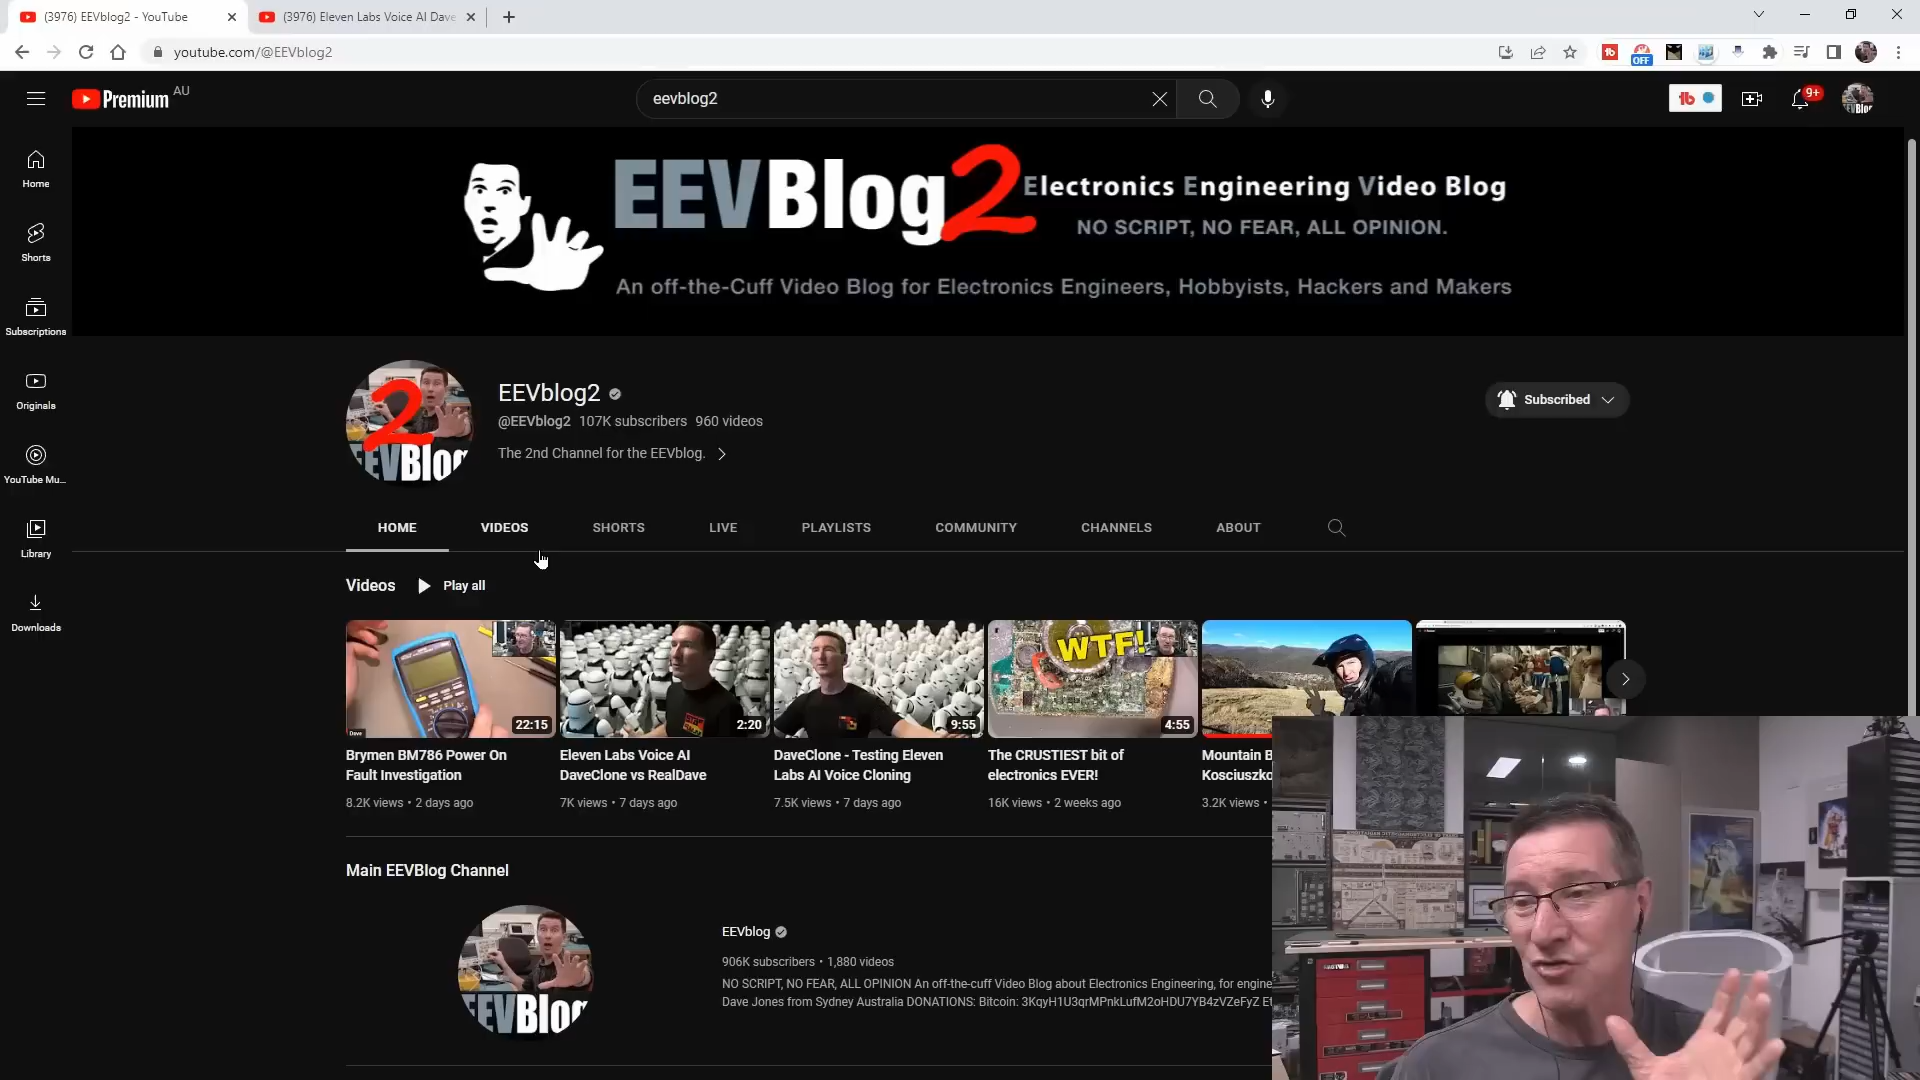 (3976) EEVblog2 - YouTube
(3976) Eleven Labs Voice AI Dave
youtube.com/@EEVblog2
OFF
Premium AU
eevblog2
9+
Home
Shorts
Subscriptions
Originals
YouTube Mu...
Library
Downloads
EEVBlog2
Electronics Engineering Video Blog
NO SCRIPT, NO FEAR, ALL OPINION.
An off-the-Cuff Video Blog for Electronics Engineers, Hobbyists, Hackers and Makers
2
EEVBlog
EEVblog2
@EEVblog2 107K subscribers 960 videos
The 2nd Channel for the EEVblog.
Subscribed
HOME VIDEOS SHORTS LIVE PLAYLISTS COMMUNITY CHANNELS ABOUT
Videos Play all
22:15
2:20
9:55
WTF!
4:55
Brymen BM786 Power On
Fault Investigation
8.2K views • 2 days ago
Eleven Labs Voice AI
DaveClone vs RealDave
7K views • 7 days ago
DaveClone - Testing Eleven
Labs AI Voice Cloning
7.5K views • 7 days ago
The CRUSTIEST bit of
electronics EVER!
16K views • 2 weeks ago
Mountain B
Kosciuszko
3.2K views •
Main EEVBlog Channel
EEVBlog
EEVblog
906K subscribers • 1,880 videos
NO SCRIPT, NO FEAR, ALL OPINION An off-the-cuff Video Blog about Electronics Engineering, for engine
Dave Jones from Sydney Australia DONATIONS: Bitcoin: 3KqyH1U3qrMPnkLufM2oHDU7YB4zVZeFyZ Et